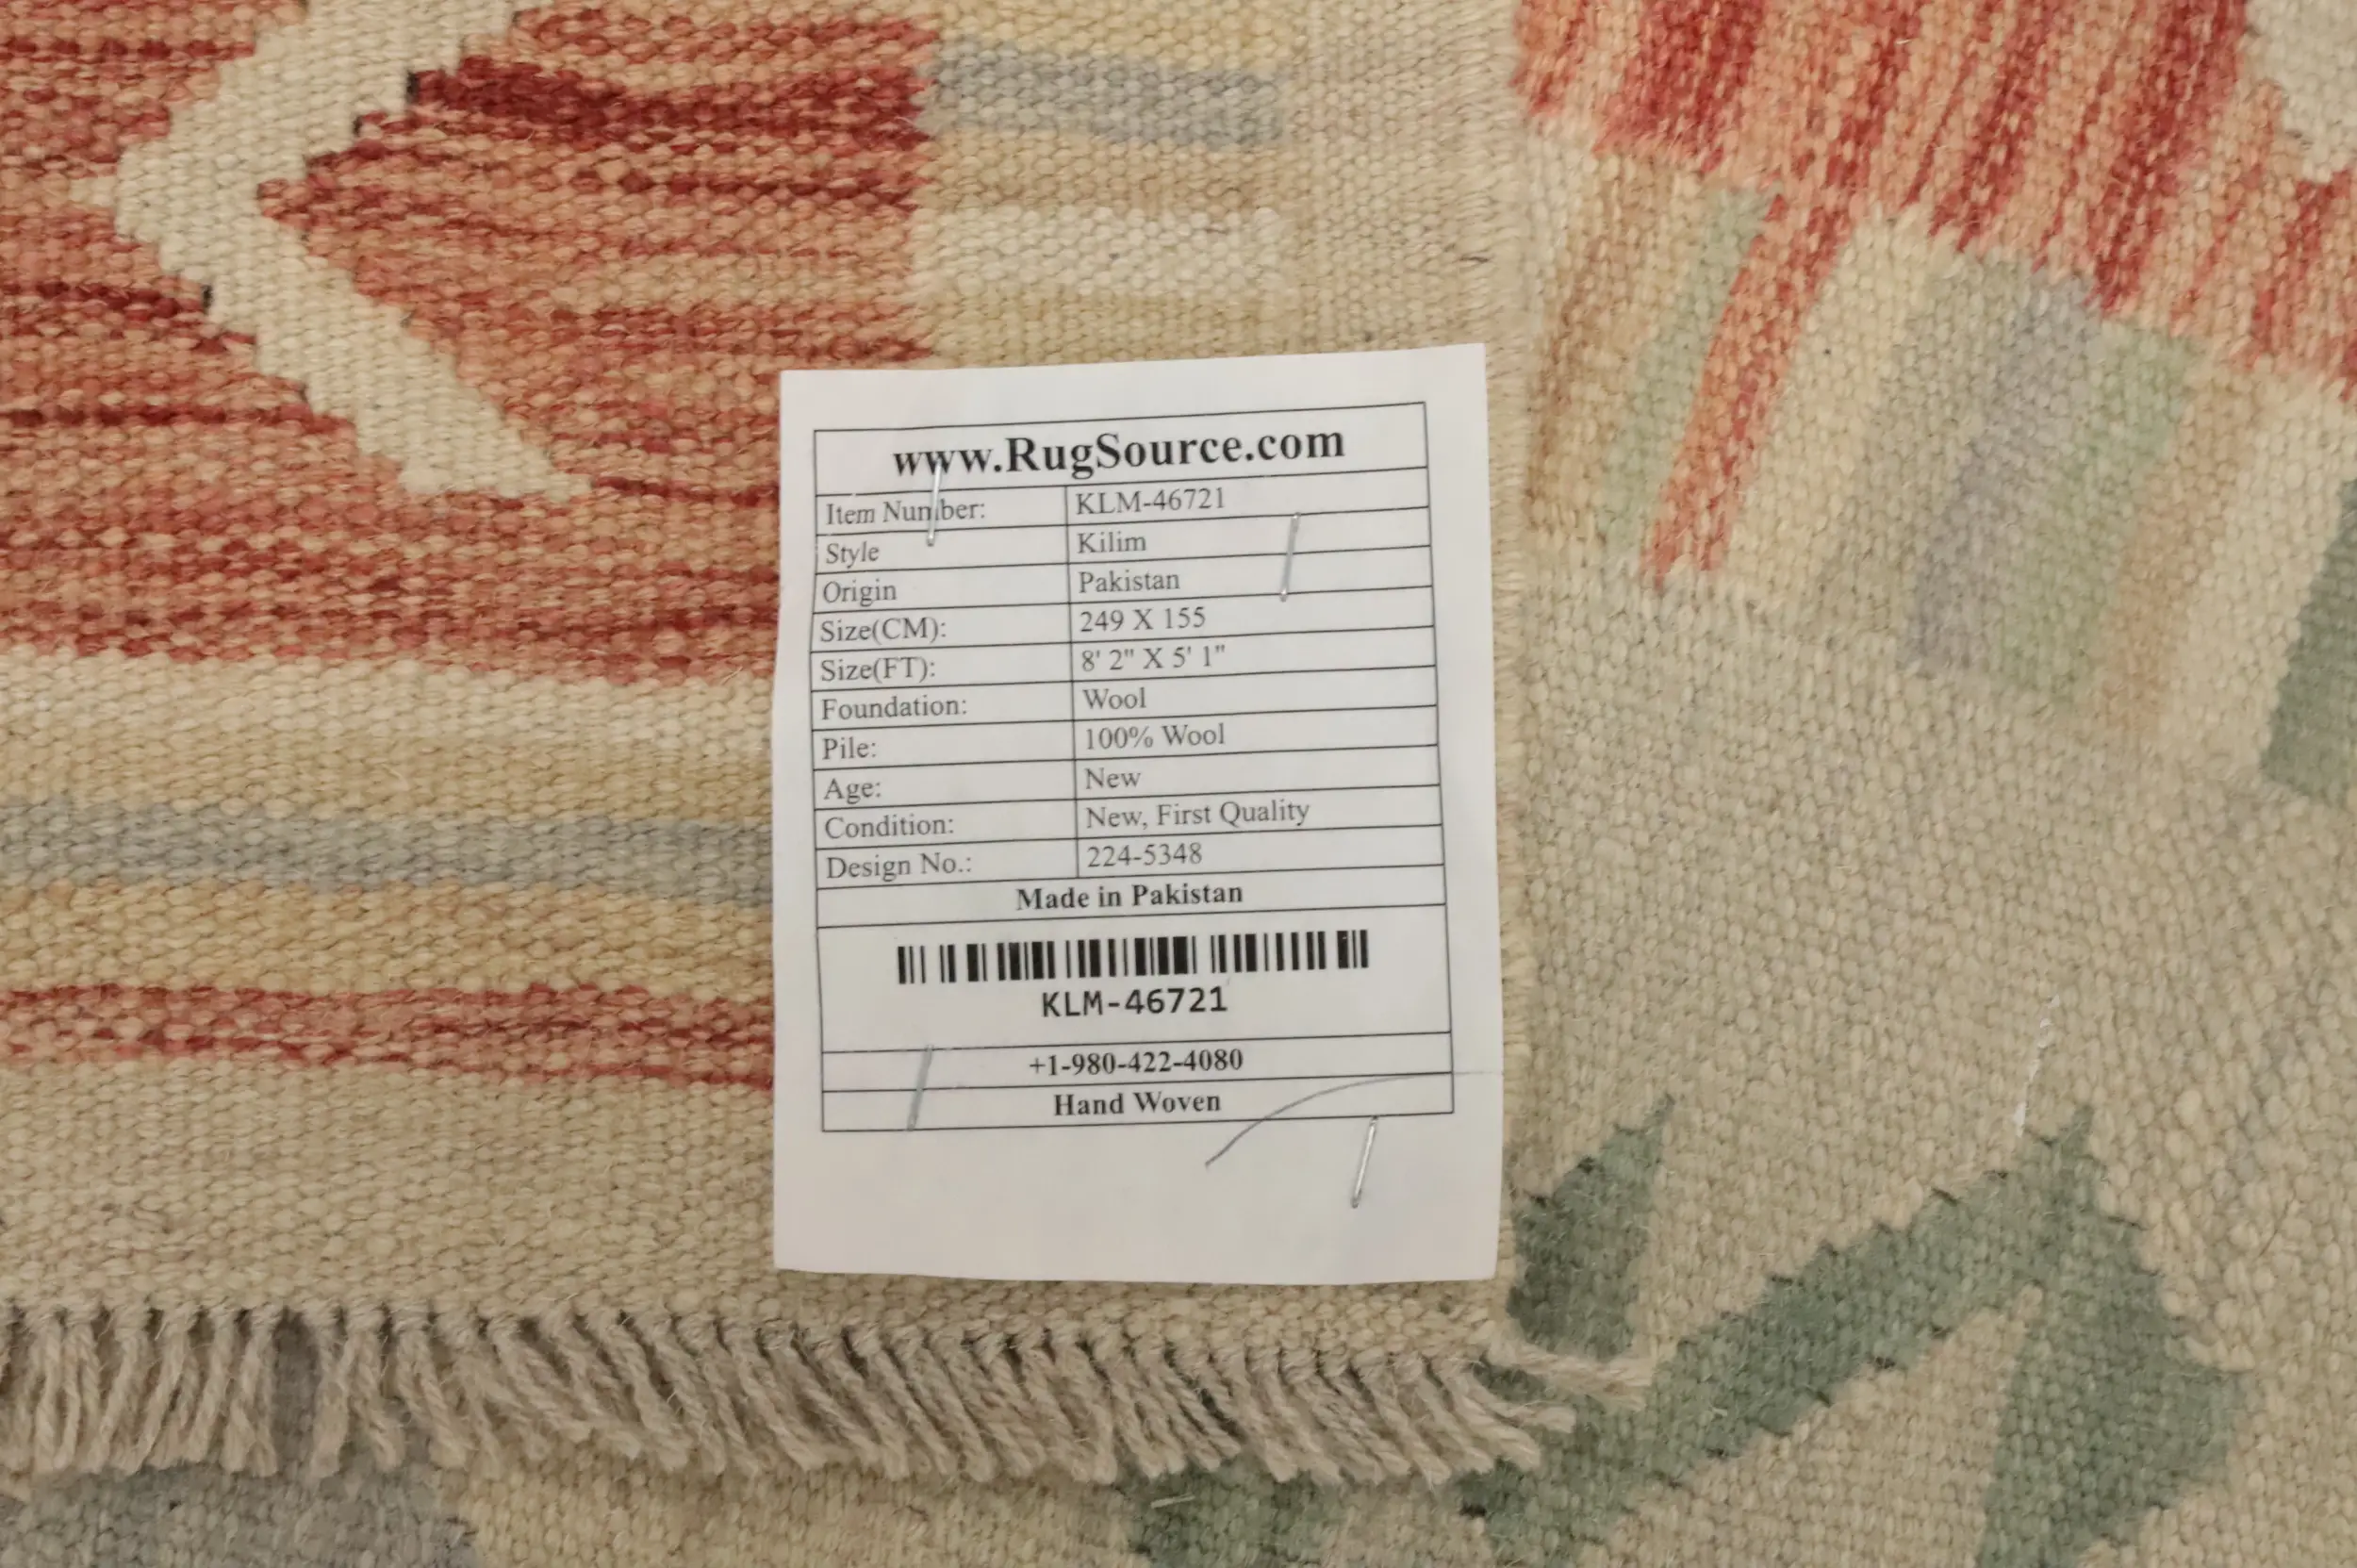 www.RugSource.com
Item Number: KLM-46721
Style Kilim
Origin Pakistan
Size(CM): 249 X 155
Size(FT): 8' 2" X 5' 1"
Foundation: Wool
Pile: 100% Wool
Age: New
Condition: New, First Quality
Design No.: 224-5348
Made in Pakistan
KLM-46721
+1-980-422-4080
Hand Woven